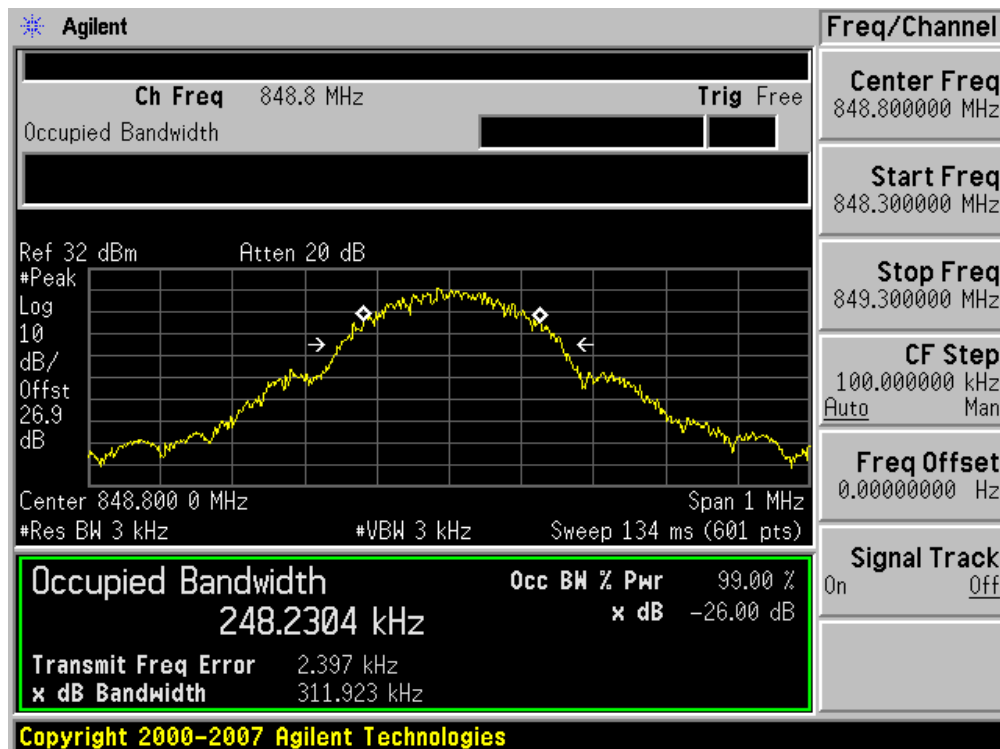 Agilent
Freq/Channel
Ch Freq 848.8 MHz Trig Free
Occupied Bandwidth
Center Freq
848.800000 MHz
Start Freq
848.300000 MHz
Stop Freq
849.300000 MHz
CF Step
100.000000 kHz
Auto Man
Freq Offset
0.00000000 Hz
Signal Track
On Off
Ref 32 dBm Atten 20 dB
#Peak
Log
10
dB/
Offst
26.9
dB
Center 848.800 0 MHz Span 1 MHz
#Res BW 3 kHz #VBW 3 kHz Sweep 134 ms (601 pts)
Occupied Bandwidth Occ BW % Pwr 99.00 %
248.2304 kHz x dB -26.00 dB
Transmit Freq Error 2.397 kHz
x dB Bandwidth 311.923 kHz
Copyright 2000-2007 Agilent Technologies